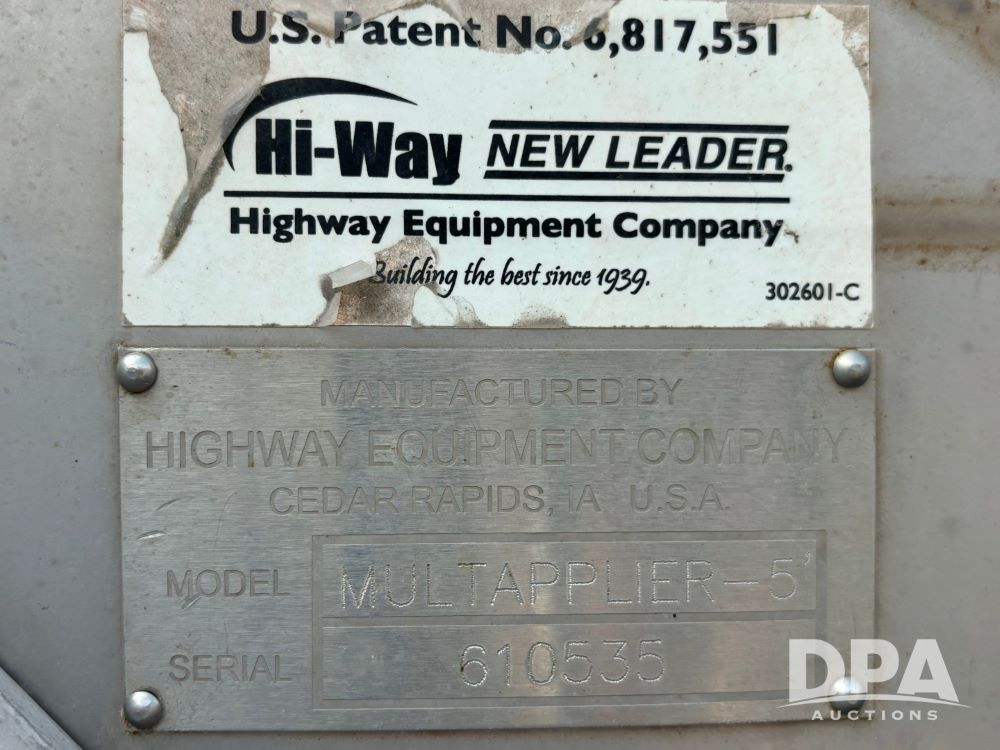 U.S. Patent No. 6,817,551
Hi-Way NEW LEADER.
Highway Equipment Company
Building the best since 1939.
302601-C
MANUFACTURED BY
HIGHWAY EQUIPMENT COMPANY
CEDAR RAPIDS, IA U.S.A.
MODEL MULTAPPLIER-5'
SERIAL 610535
DPA
AUCTIONS